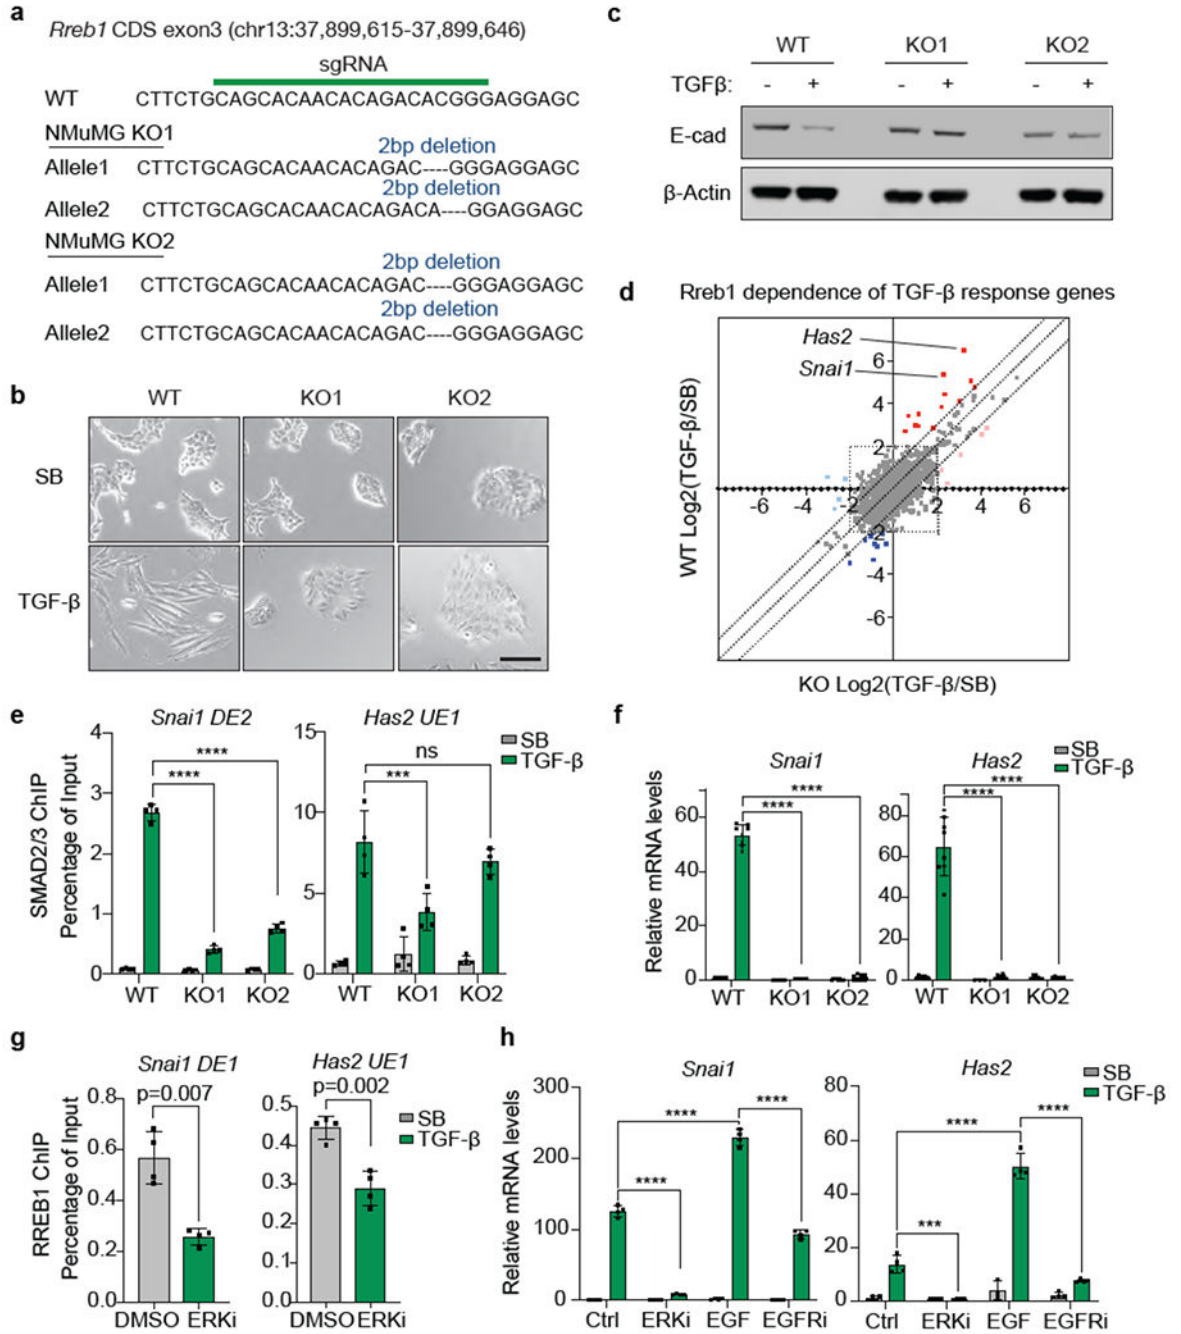 a
Rreb1 CDS exon3 (chr13:37,899,615-37,899,646)
sgRNA
WT CTTCTGCAGCACAACACAGACACGGGAGGAGC
NMuMG KO1
2bp deletion
Allele1 CTTCTGCAGCACAACACAGAC----GGGAGGAGC
2bp deletion
Allele2 CTTCTGCAGCACAACACAGACA----GGAGGAGC
NMuMG KO2
2bp deletion
Allele1 CTTCTGCAGCACAACACAGAC----GGGAGGAGC
2bp deletion
Allele2 CTTCTGCAGCACAACACAGAC----GGGAGGAGC
b
WT KO1 KO2
SB
TGF-β
c
WT KO1 KO2
TGFβ: - + - + - +
E-cad
β-Actin
d
Rreb1 dependence of TGF-β response genes
Has2
Snai1
WT Log2(TGF-β/SB)
6
4
2
-6 -4 -2 2 4 6
-2
-4
-6
KO Log2(TGF-β/SB)
e
Snai1 DE2
SMAD2/3 ChIP
Percentage of Input
4
3
2
1
0
****
****
WT KO1 KO2
Has2 UE1
15
10
5
0
ns
***
WT KO1 KO2
SB
TGF-β
f
Snai1
Relative mRNA levels
60
40
20
0
****
****
WT KO1 KO2
Has2
80
60
40
20
0
****
****
WT KO1 KO2
SB
TGF-β
g
Snai1 DE1
p=0.007
RREB1 ChIP
Percentage of Input
0.8
0.6
0.4
0.2
0.0
DMSO ERKi
Has2 UE1
p=0.002
0.5
0.4
0.3
0.2
0.1
0.0
DMSO ERKi
SB
TGF-β
h
Snai1
Relative mRNA levels
300
200
100
0
****
****
****
Ctrl ERKi EGF EGFRi
Has2
80
60
40
20
0
****
****
***
Ctrl ERKi EGF EGFRi
SB
TGF-β